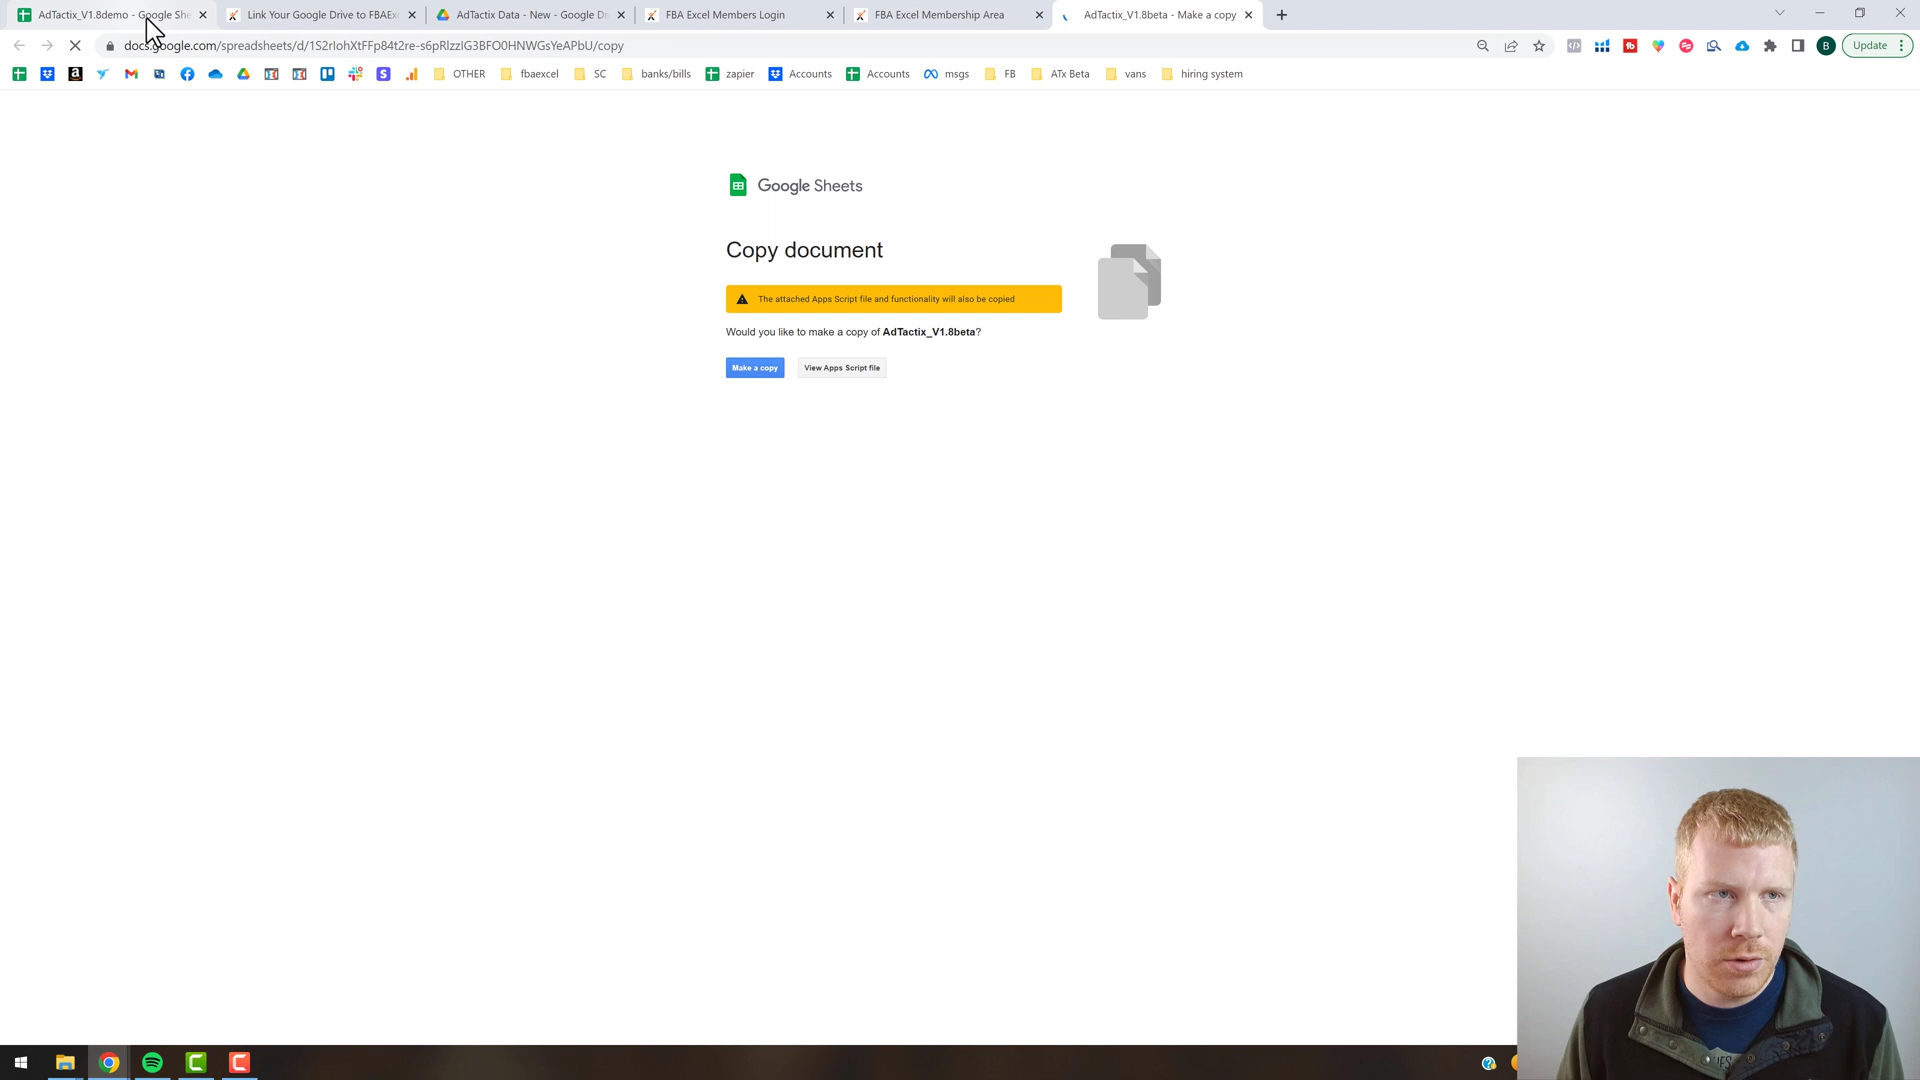 AdTactix_V1.8demo - Google She
Link Your Google Drive to FBAExc
AdTactix Data - New - Google Dr
FBA Excel Members Login
FBA Excel Membership Area
AdTactix_V1.8beta - Make a copy
docs.google.com/spreadsheets/d/1S2rIohXtFFp84t2re-s6pRlzzIG3BFO0HNWGsYeAPbU/copy
B
Update
OTHER
fbaexcel
SC
banks/bills
zapier
Accounts
Accounts
msgs
FB
ATx Beta
vans
hiring system
Google Sheets
Copy document
The attached Apps Script file and functionality will also be copied
Would you like to make a copy of AdTactix_V1.8beta?
Make a copy
View Apps Script file